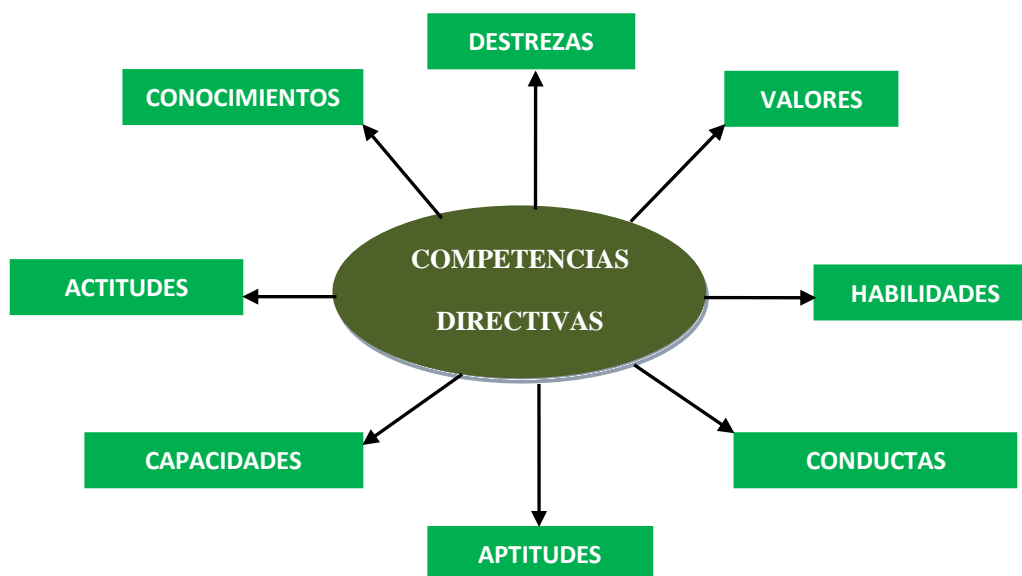 DESTREZAS
CONOCIMIENTOS
VALORES
COMPETENCIAS
DIRECTIVAS
ACTITUDES
HABILIDADES
CAPACIDADES
CONDUCTAS
APTITUDES